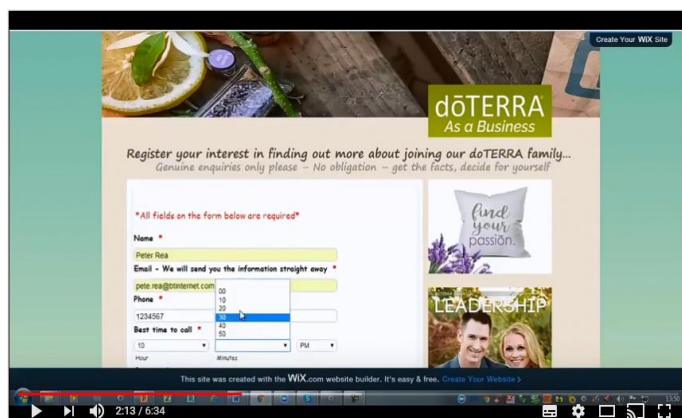 Create Your WiX Site
dōTERRA
As a Business
Register your interest in finding out more about joining our doTERRA family...
Genuine enquiries only please – No obligation – get the facts, decide for yourself
*All fields on the form below are required*
Name *
Peter Rea
Email - We will send you the information straight away *
pete.rea@btinternet.com
Phone *
1234567
Best time to call *
00
10
20
30
40
50
10
PM
Hour
Minutes
find
your
passion.
LEADERSHIP
This site was created with the WiX.com website builder. It's easy & free. Create Your Website >
13:50
2:13 / 6:34